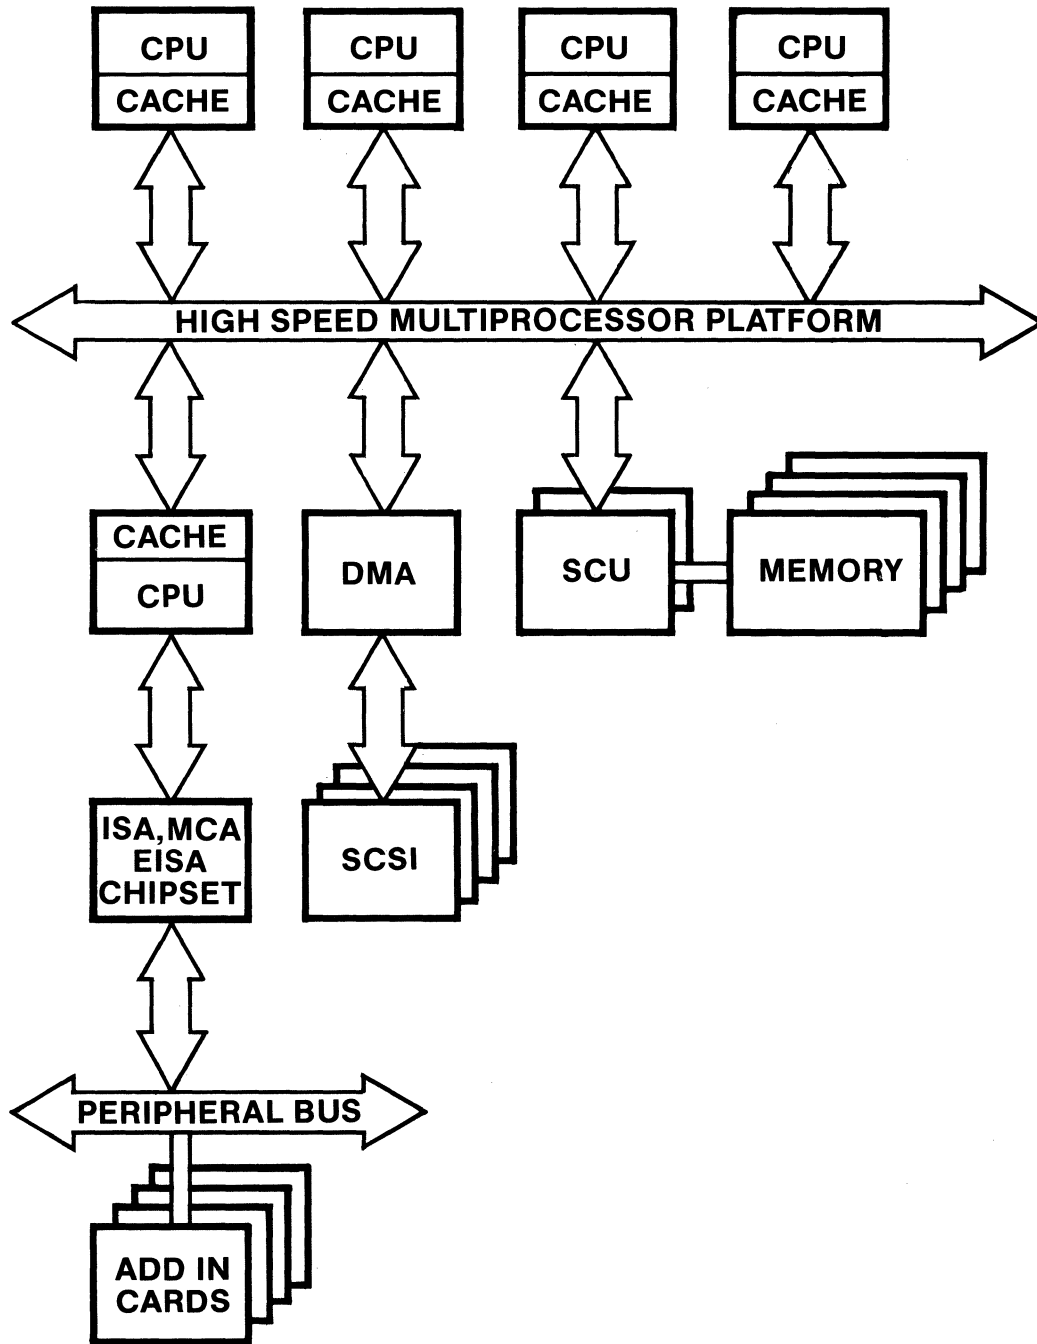 CPU
CACHE
CPU
CACHE
CPU
CACHE
CPU
CACHE
HIGH SPEED MULTIPROCESSOR PLATFORM
CACHE
CPU
DMA
SCU
MEMORY
ISA, MCA
EISA
CHIPSET
SCSI
PERIPHERAL BUS
ADD IN
CARDS